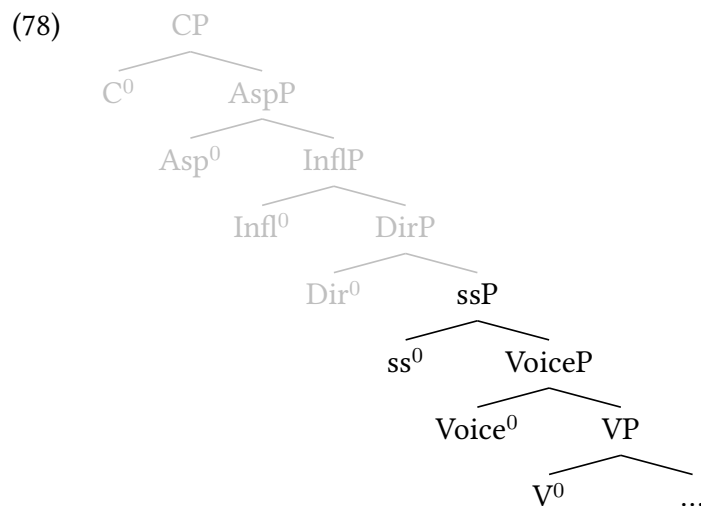 (78) CP
C⁰ AspP
Asp⁰ InflP
Infl⁰ DirP
Dir⁰ ssP
ss⁰ VoiceP
Voice⁰ VP
V⁰ ...